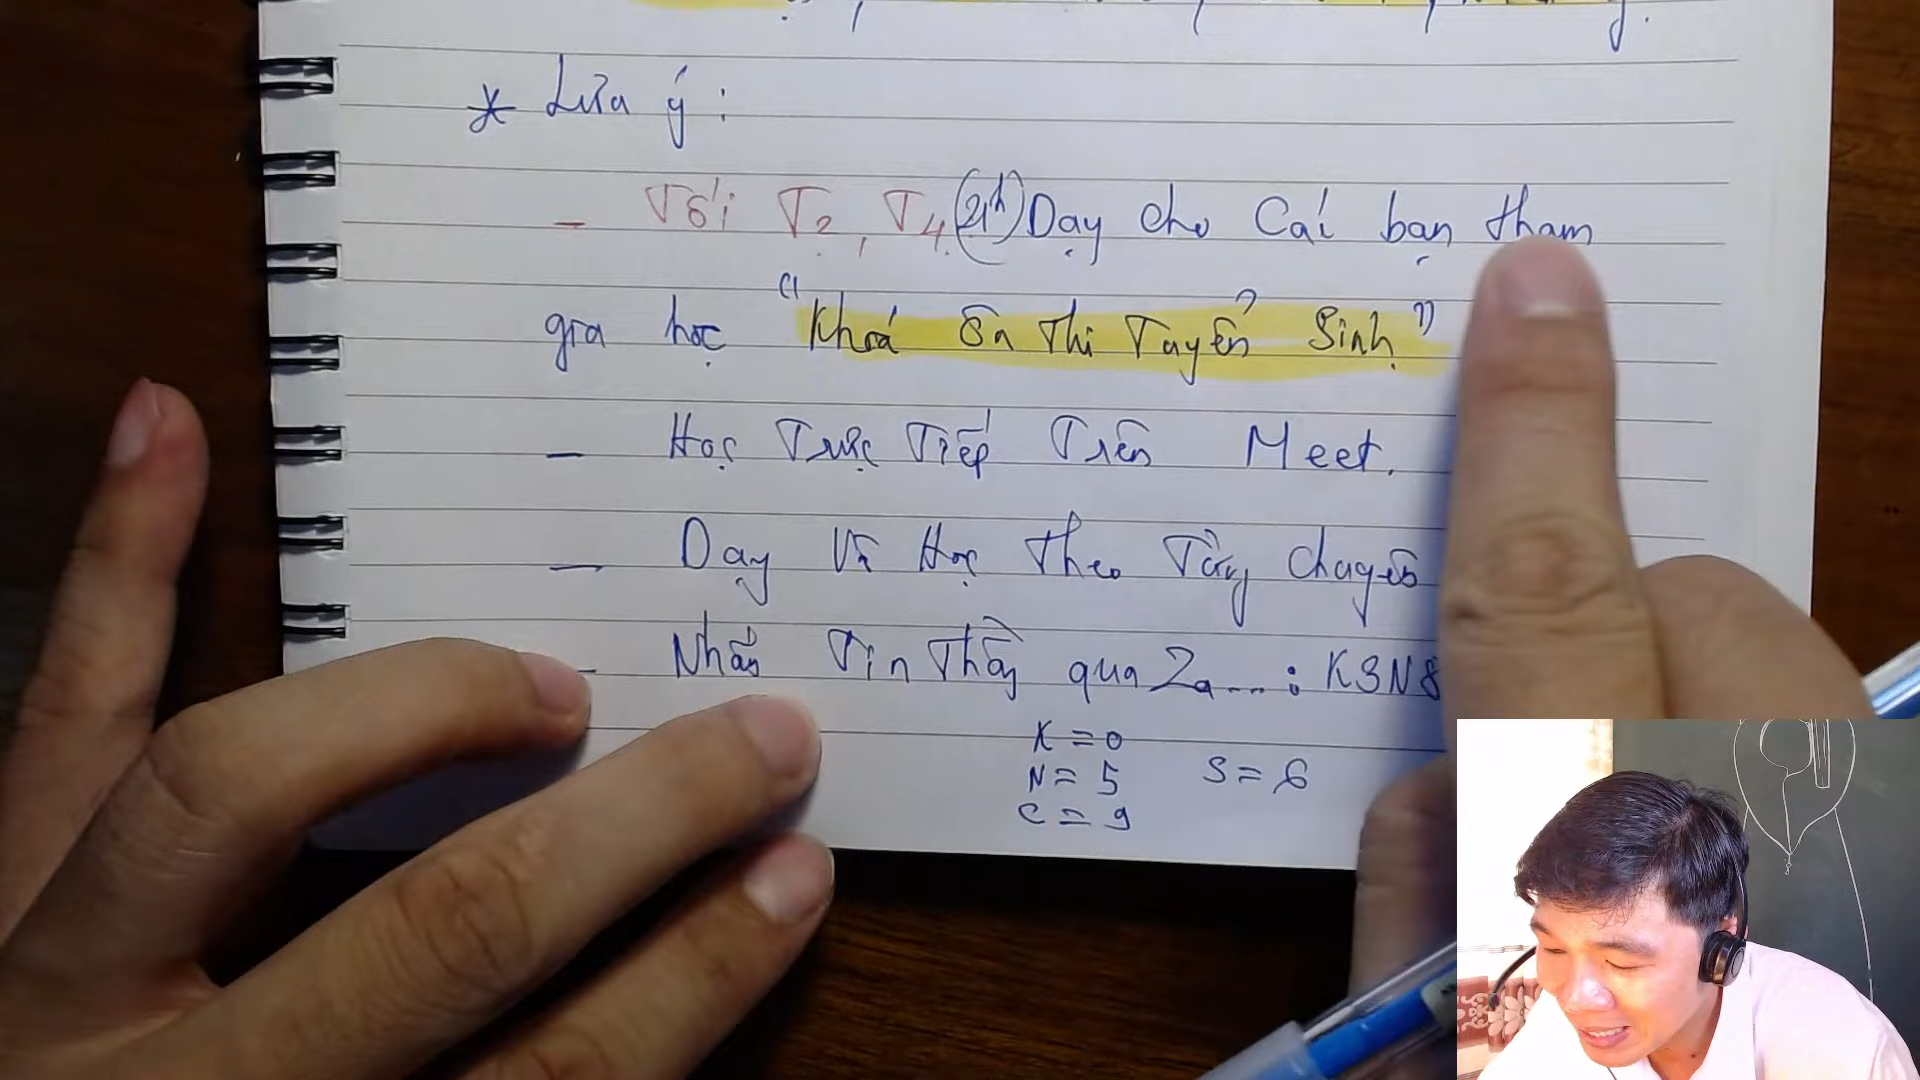 * Lưu ý :
- Tối T2, T4 (21h) Dạy cho Các bạn tham
gia học "Khoá Ôn Thi Tuyển Sinh"
- Học Trực Tiếp Trên Meet.
- Dạy Và Học Theo Từng Chuyên
- Nhắn Tin Thầy qua Za... : K3N8
K = 0
N = 5 S = 6
C = 9